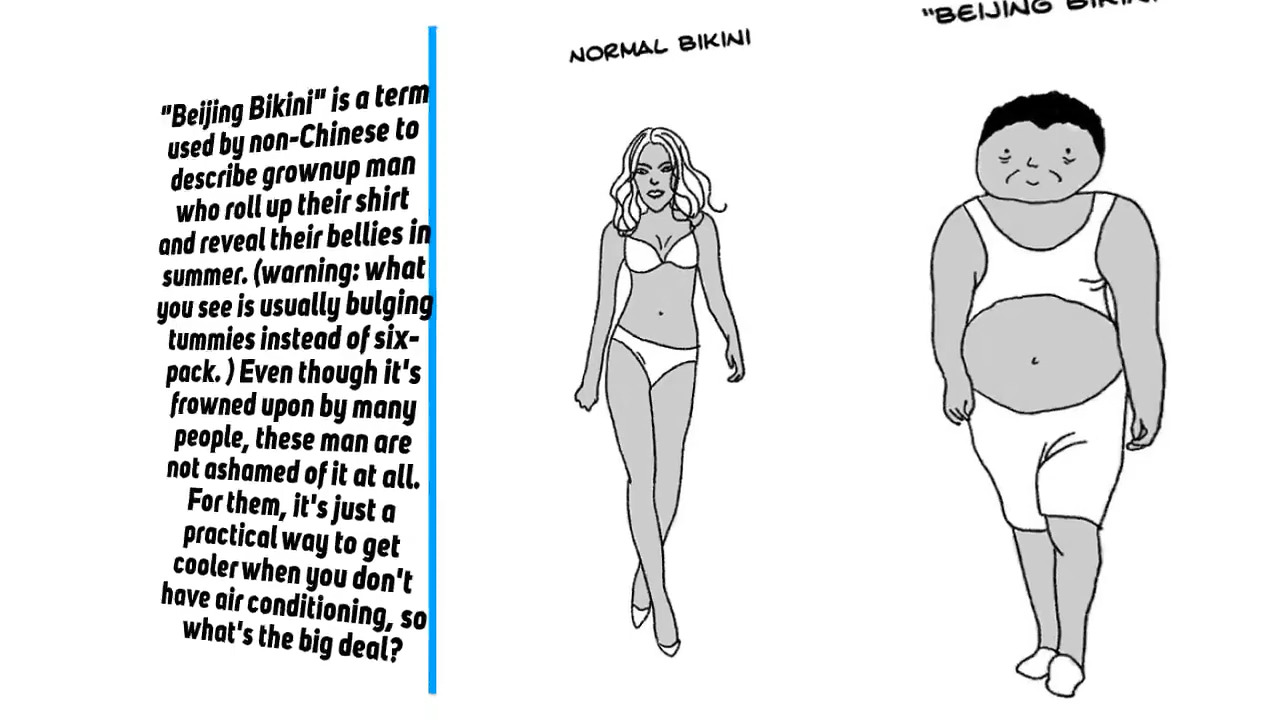 "Beijing Bikini" is a term
used by non-Chinese to
describe grownup man
who roll up their shirt
and reveal their bellies in
summer. (warning: what
you see is usually bulging
tummies instead of six-
pack. ) Even though it's
frowned upon by many
people, these man are
not ashamed of it at all.
For them, it's just a
practical way to get
cooler when you don't
have air conditioning, so
what's the big deal?
NORMAL BIKINI
"BEIJING BIKINI